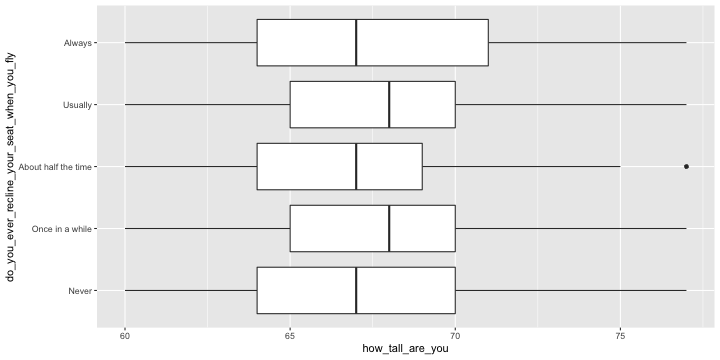 do_you_ever_recline_your_seat_when_you_fly
Always
Usually
About half the time
Once in a while
Never
60
65
70
75
how_tall_are_you